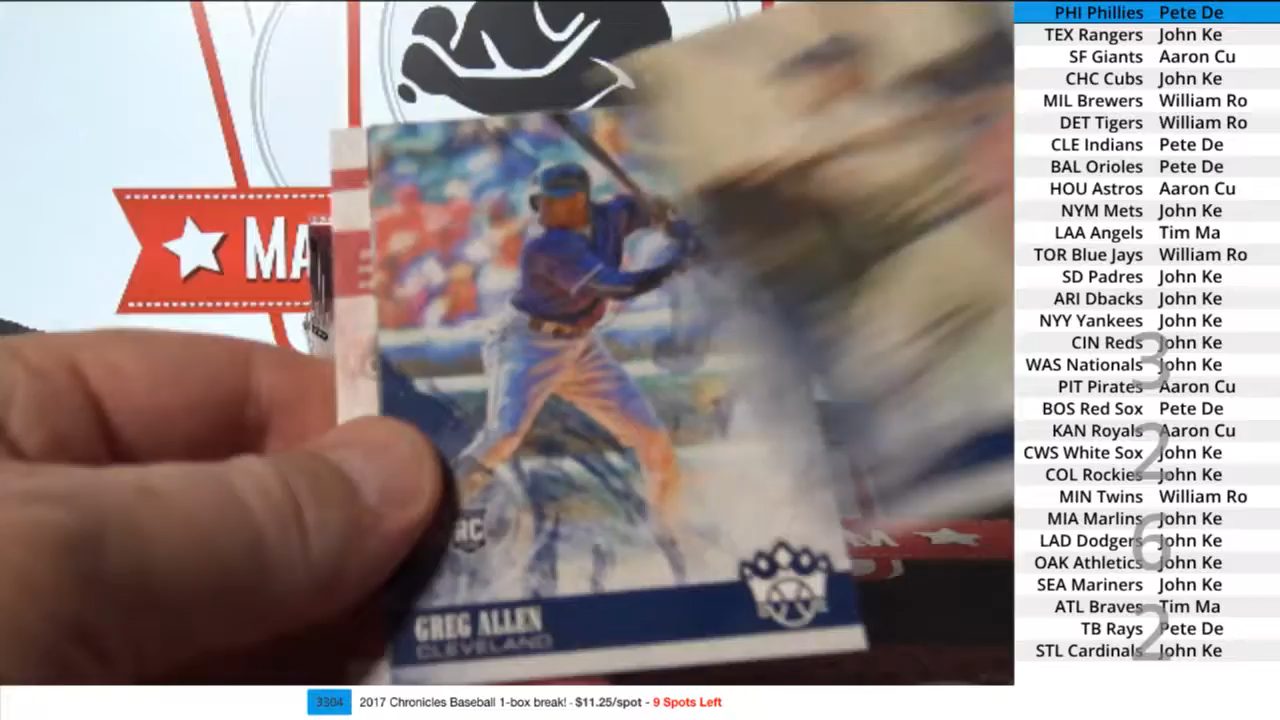 MA
RC
GREG ALLEN
CLEVELAND
PHI Phillies Pete De
TEX Rangers John Ke
SF Giants Aaron Cu
CHC Cubs John Ke
MIL Brewers William Ro
DET Tigers William Ro
CLE Indians Pete De
BAL Orioles Pete De
HOU Astros Aaron Cu
NYM Mets John Ke
LAA Angels Tim Ma
TOR Blue Jays William Ro
SD Padres John Ke
ARI Dbacks John Ke
NYY Yankees John Ke
CIN Reds John Ke
WAS Nationals John Ke
PIT Pirates Aaron Cu
BOS Red Sox Pete De
KAN Royals Aaron Cu
CWS White Sox John Ke
COL Rockies John Ke
MIN Twins William Ro
MIA Marlins John Ke
LAD Dodgers John Ke
OAK Athletics John Ke
SEA Mariners John Ke
ATL Braves Tim Ma
TB Rays Pete De
STL Cardinals John Ke
3
2
6
2
3304 2017 Chronicles Baseball 1-box break! - $11.25/spot - 9 Spots Left